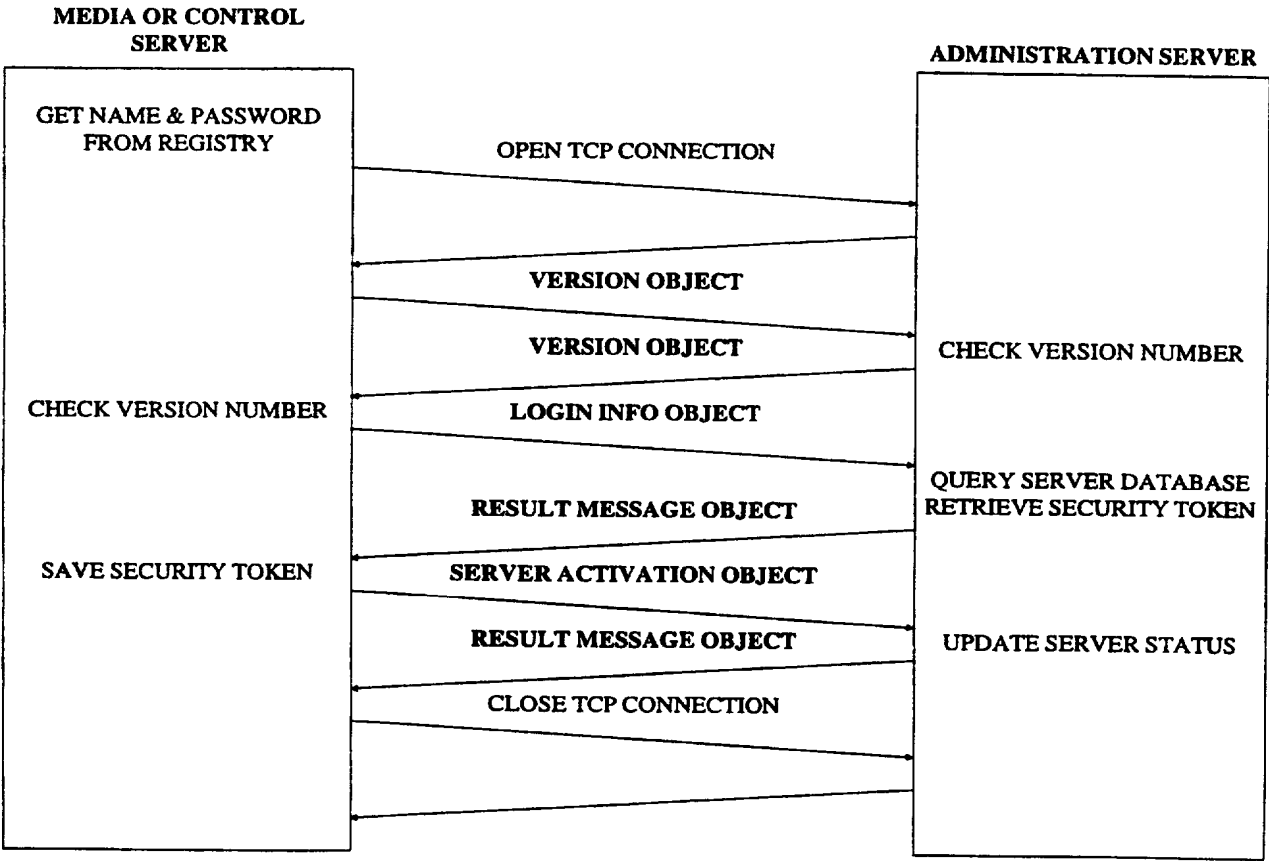 MEDIA OR CONTROL
SERVER
ADMINISTRATION SERVER
GET NAME & PASSWORD
FROM REGISTRY
OPEN TCP CONNECTION
VERSION OBJECT
VERSION OBJECT
CHECK VERSION NUMBER
CHECK VERSION NUMBER
LOGIN INFO OBJECT
QUERY SERVER DATABASE
RETRIEVE SECURITY TOKEN
RESULT MESSAGE OBJECT
SAVE SECURITY TOKEN
SERVER ACTIVATION OBJECT
RESULT MESSAGE OBJECT
UPDATE SERVER STATUS
CLOSE TCP CONNECTION